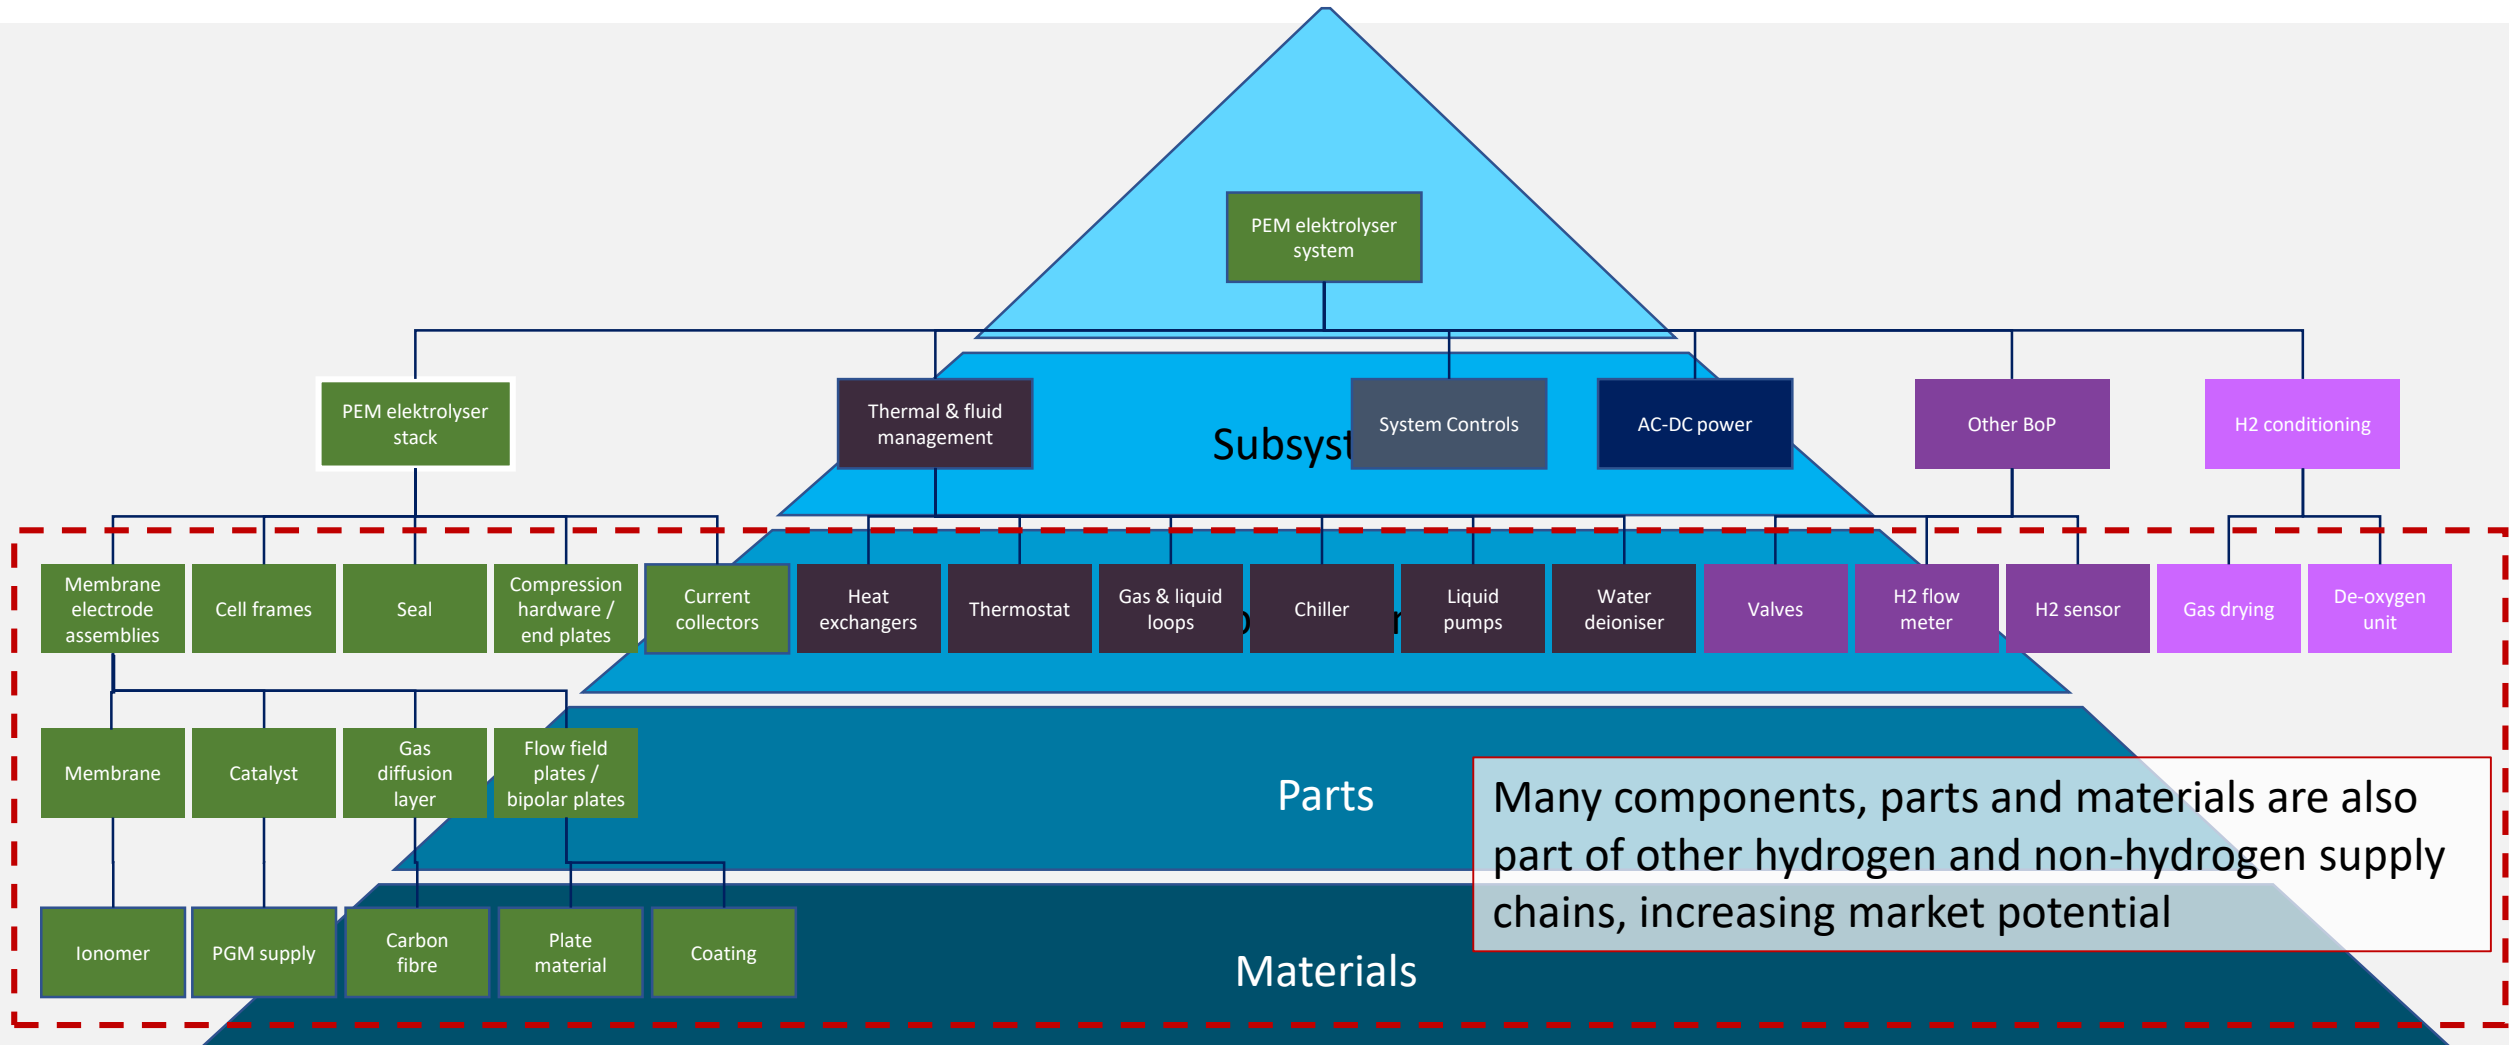 PEM elektrolyser
system
PEM elektrolyser
stack
Thermal & fluid
management
Subsyst
System Controls
AC-DC power
Other BoP
H2 conditioning
Membrane
electrode
assemblies
Cell frames
Seal
Compression
hardware /
end plates
Current
collectors
Heat
exchangers
Thermostat
Gas & liquid
loops
Chiller
Liquid
pumps
Water
deioniser
Valves
H2 flow
meter
H2 sensor
Gas drying
De-oxygen
unit
Membrane
Catalyst
Gas
diffusion
layer
Flow field
plates /
bipolar plates
Parts
Many components, parts and materials are also
part of other hydrogen and non-hydrogen supply
chains, increasing market potential
Ionomer
PGM supply
Carbon
fibre
Plate
material
Coating
Materials